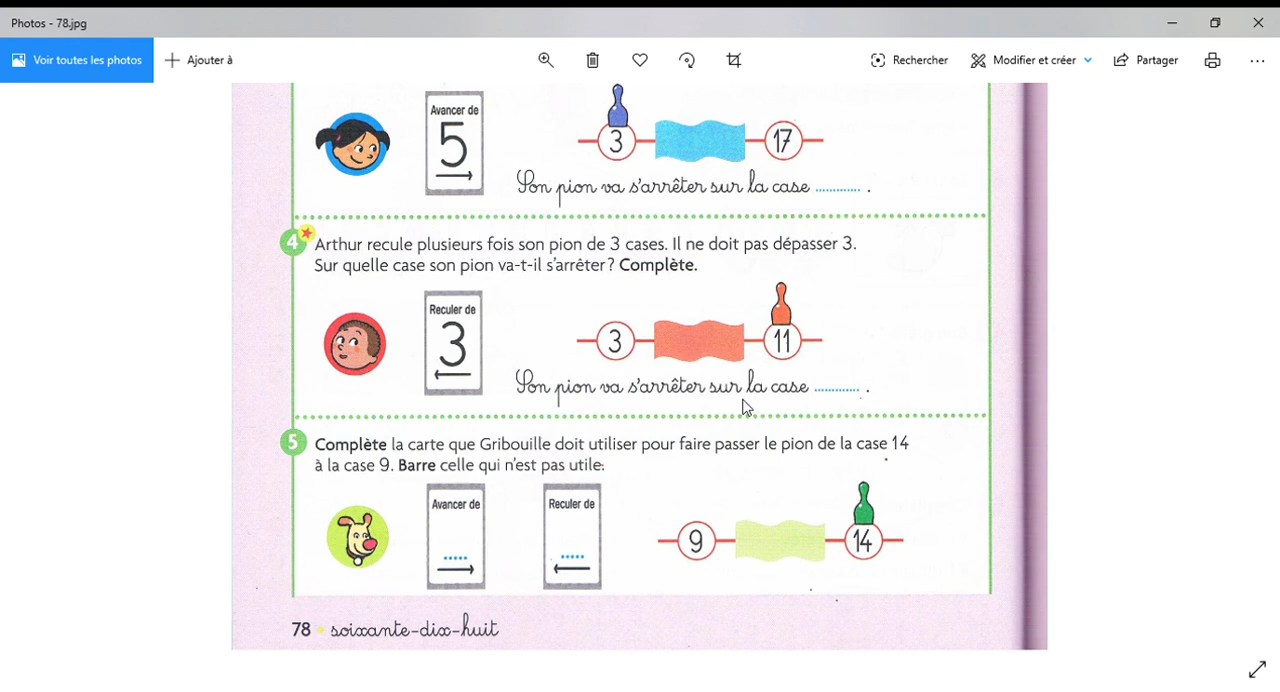 Photos - 78.jpg
Voir toutes les photos
Ajouter à
Rechercher
Modifier et créer
Partager
Avancer de
5
3
17
Son pion va s'arrêter sur la case ............ .
4
Arthur recule plusieurs fois son pion de 3 cases. Il ne doit pas dépasser 3.
Sur quelle case son pion va-t-il s'arrêter ? Complète.
Reculer de
3
3
11
Son pion va s'arrêter sur la case ............ .
5
Complète la carte que Gribouille doit utiliser pour faire passer le pion de la case 14
à la case 9. Barre celle qui n'est pas utile.
Avancer de
.....
Reculer de
.....
9
14
78 soixante-dix-huit